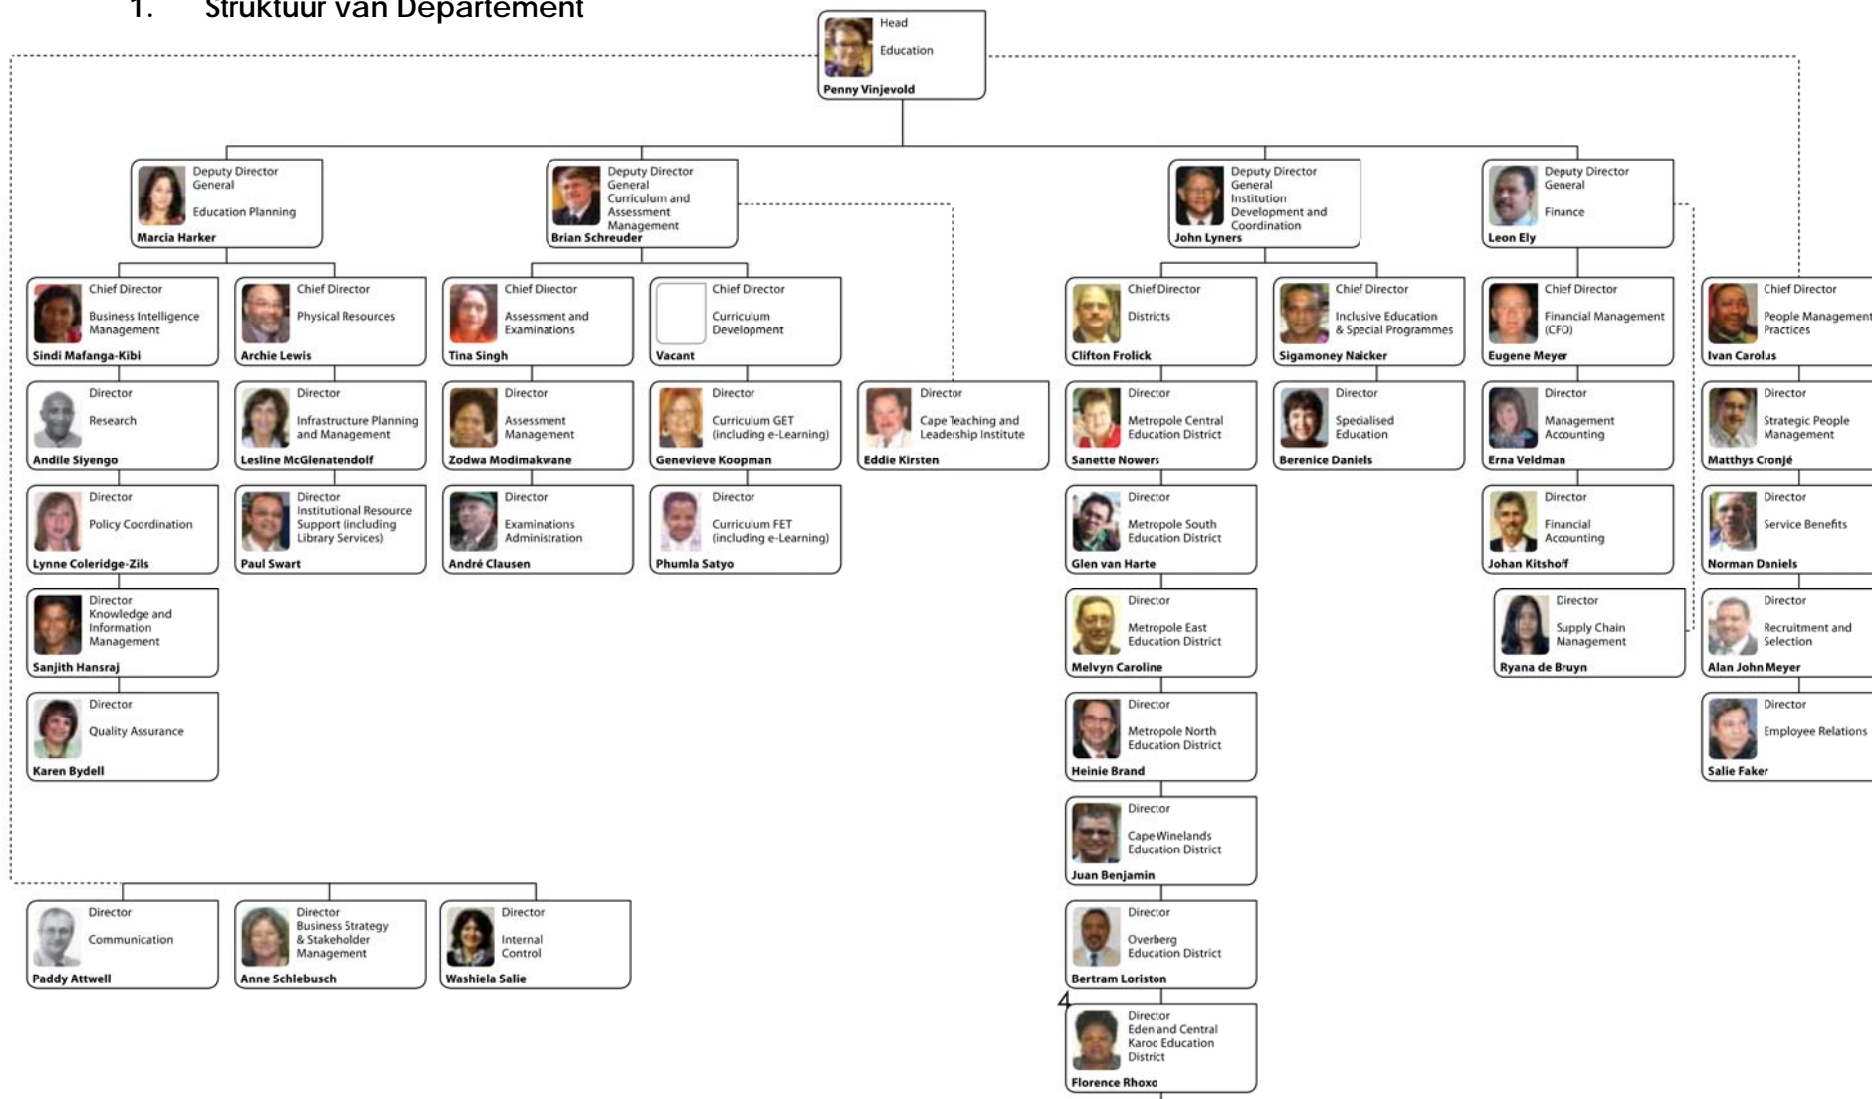 1. Struktuur van Departement
Head
Education
Penny Vinjevold
Deputy Director
General
Education Planning
Marcia Harker
Deputy Director
General
Curriculum and
Assessment
Management
Brian Schreuder
Deputy Director
General
Institution
Development and
Coordination
John Lyners
Deputy Director
General
Finance
Leon Ely
Chief Director
Business Intelligence
Management
Sindi Mafanga-Kibi
Chief Director
Physical Resources
Archie Lewis
Chief Director
Assessment and
Examinations
Tina Singh
Chief Director
Curriculum
Development
Vacant
Chief Director
Districts
Clifton Frolick
Chief Director
Inclusive Education
& Special Programmes
Sigamoney Naicker
Chief Director
Financial Management
(CFO)
Eugene Meyer
Chief Director
People Management
Practices
Ivan Carolus
Director
Research
Andile Siyengo
Director
Infrastructure Planning
and Management
Lesline McGlenatendolf
Director
Assessment
Management
Zodwa Modimakwane
Director
Curriculum GET
(including e-Learning)
Genevieve Koopman
Director
Cape Teaching and
Leadership Institute
Eddie Kirsten
Director
Metropole Central
Education District
Sanette Nowers
Director
Specialised
Education
Berenice Daniels
Director
Management
Accounting
Erna Veldman
Director
Strategic People
Management
Matthys Cronjé
Director
Policy Coordination
Lynne Coleridge-Zils
Director
Institutional Resource
Support (including
Library Services)
Paul Swart
Director
Examinations
Administration
André Clausen
Director
Curriculum FET
(including e-Learning)
Phumla Satyo
Director
Metropole South
Education District
Glen van Harte
Director
Financial
Accounting
Johan Kitshoff
Director
Service Benefits
Norman Daniels
Director
Knowledge and
Information
Management
Sanjith Hansraj
Director
Metropole East
Education District
Melvyn Caroline
Director
Supply Chain
Management
Ryana de Bruyn
Director
Recruitment and
Selection
Alan John Meyer
Director
Quality Assurance
Karen Bydell
Director
Metropole North
Education District
Heinie Brand
Director
Employee Relations
Salie Faker
Director
Cape Winelands
Education District
Juan Benjamin
Director
Communication
Paddy Attwell
Director
Business Strategy
& Stakeholder
Management
Anne Schlebusch
Director
Internal
Control
Washiela Salie
Director
Overberg
Education District
Bertram Loriston
4
Director
Eden and Central
Karoo Education
District
Florence Rhoxo